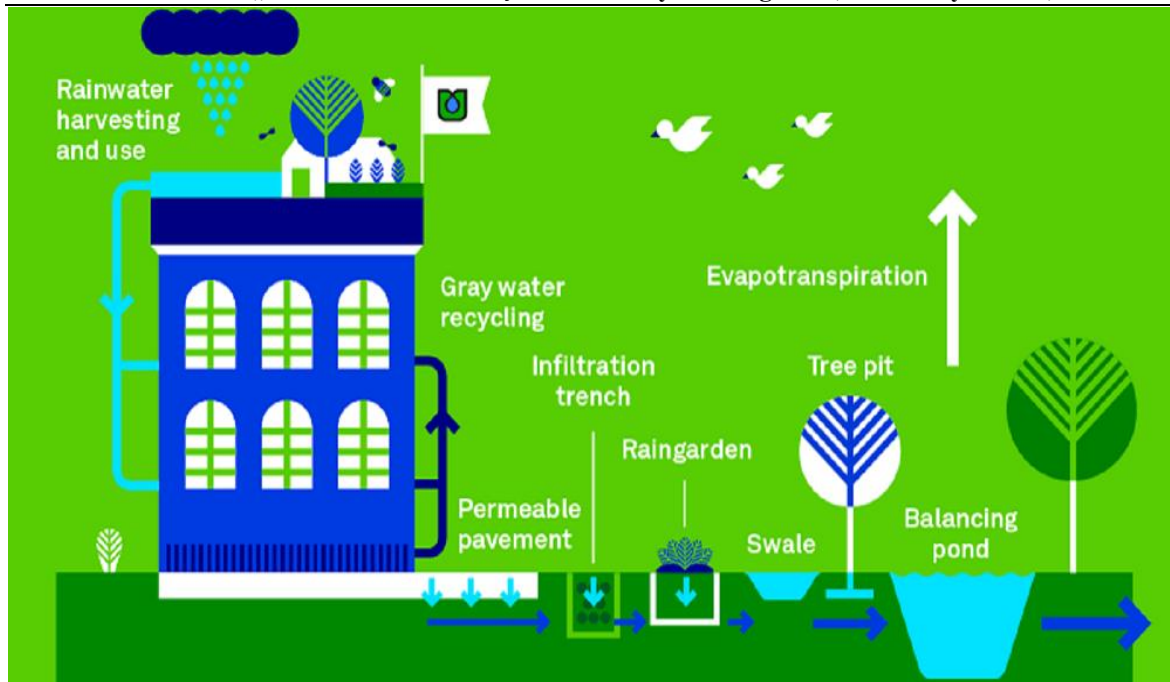 Rainwater
harvesting
and use
Gray water
recycling
Evapotranspiration
Infiltration
trench
Tree pit
Raingarden
Permeable
pavement
Swale
Balancing
pond